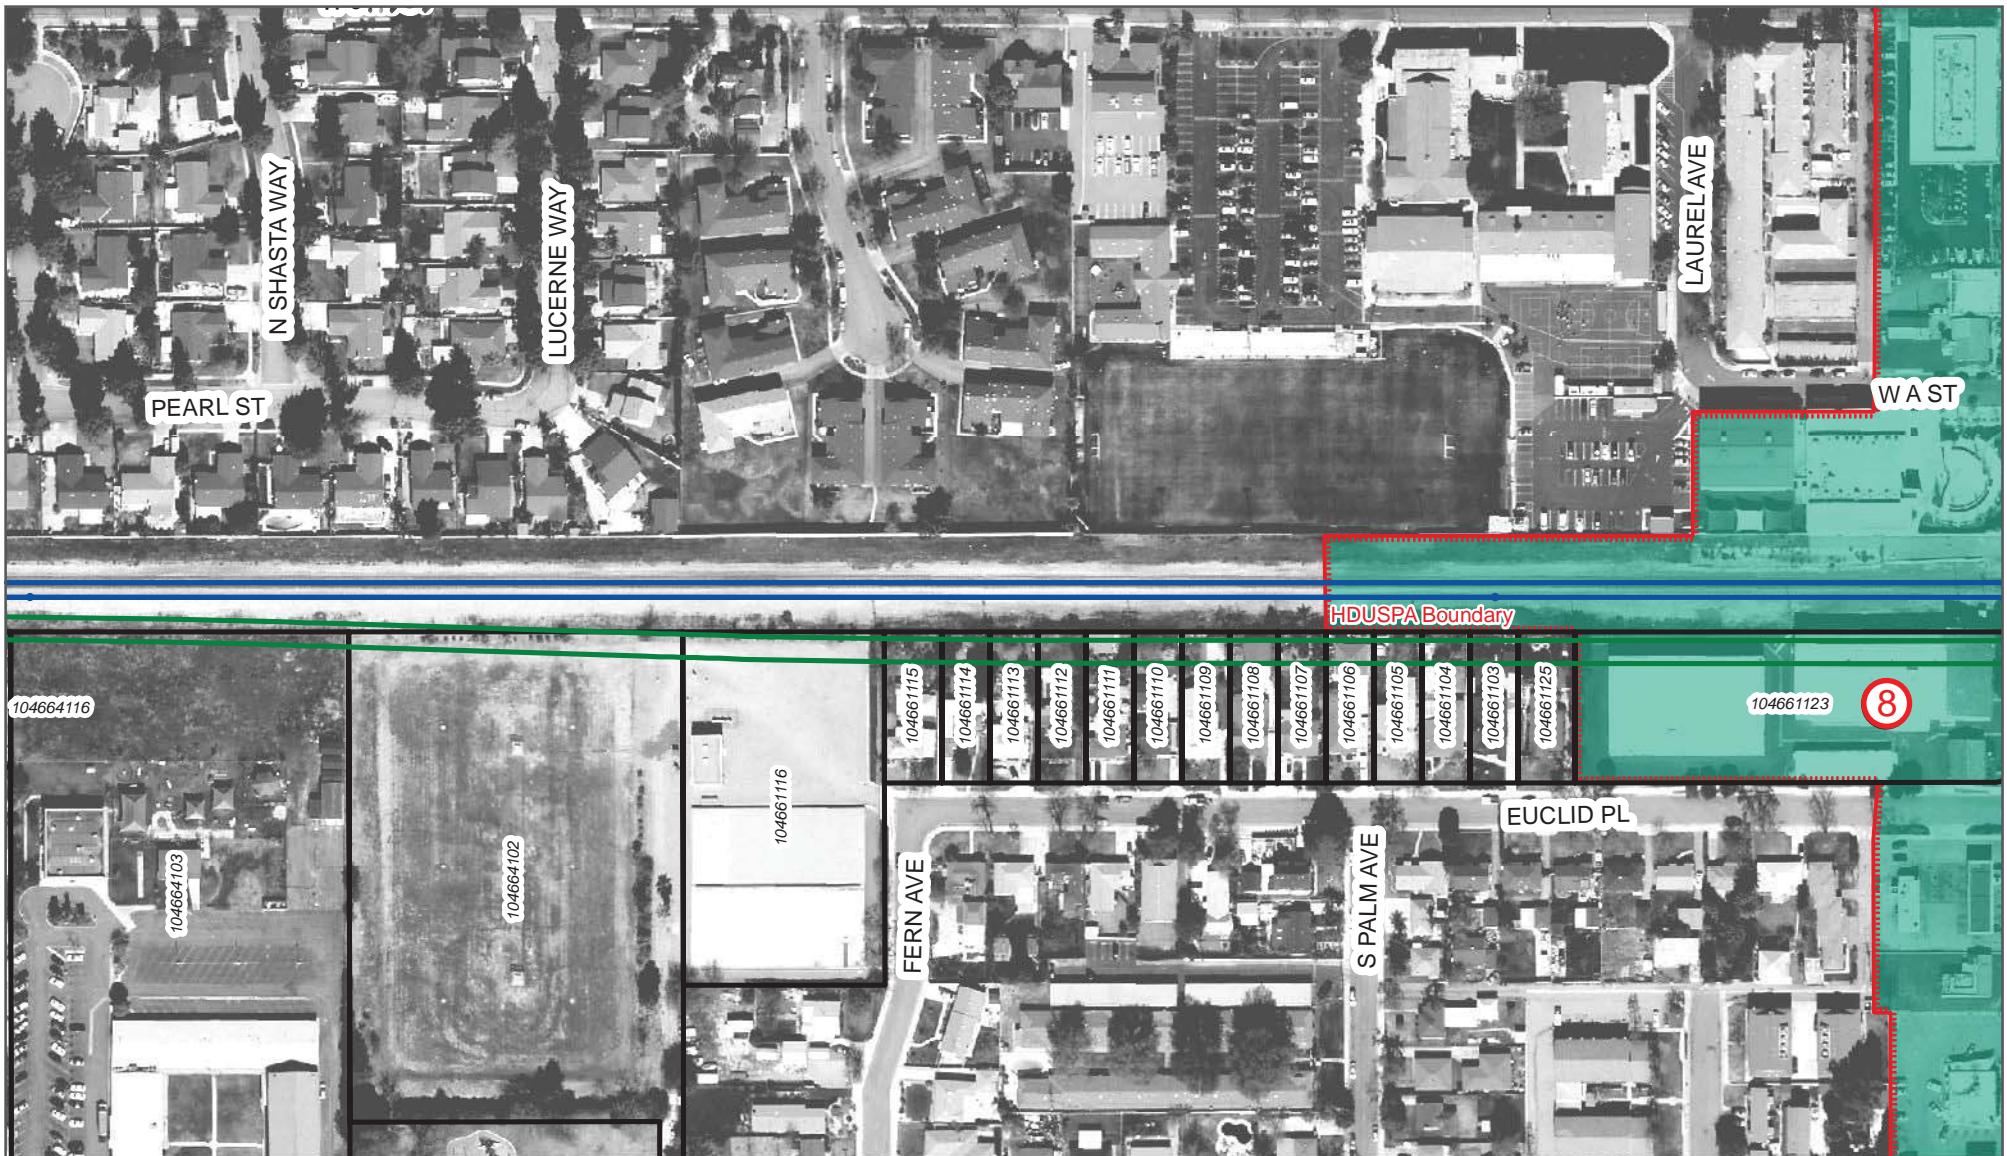 N SHASTA WAY
LUCERNE WAY
LAUREL AVE
PEARL ST
W A ST
HDUSPA Boundary
104664116
104661115
104661114
104661113
104661112
104661111
104661110
104661109
104661108
104661107
104661106
104661105
104661104
104661103
104661125
104661123
8
104661116
104664102
104664103
EUCLID PL
FERN AVE
S PALM AVE